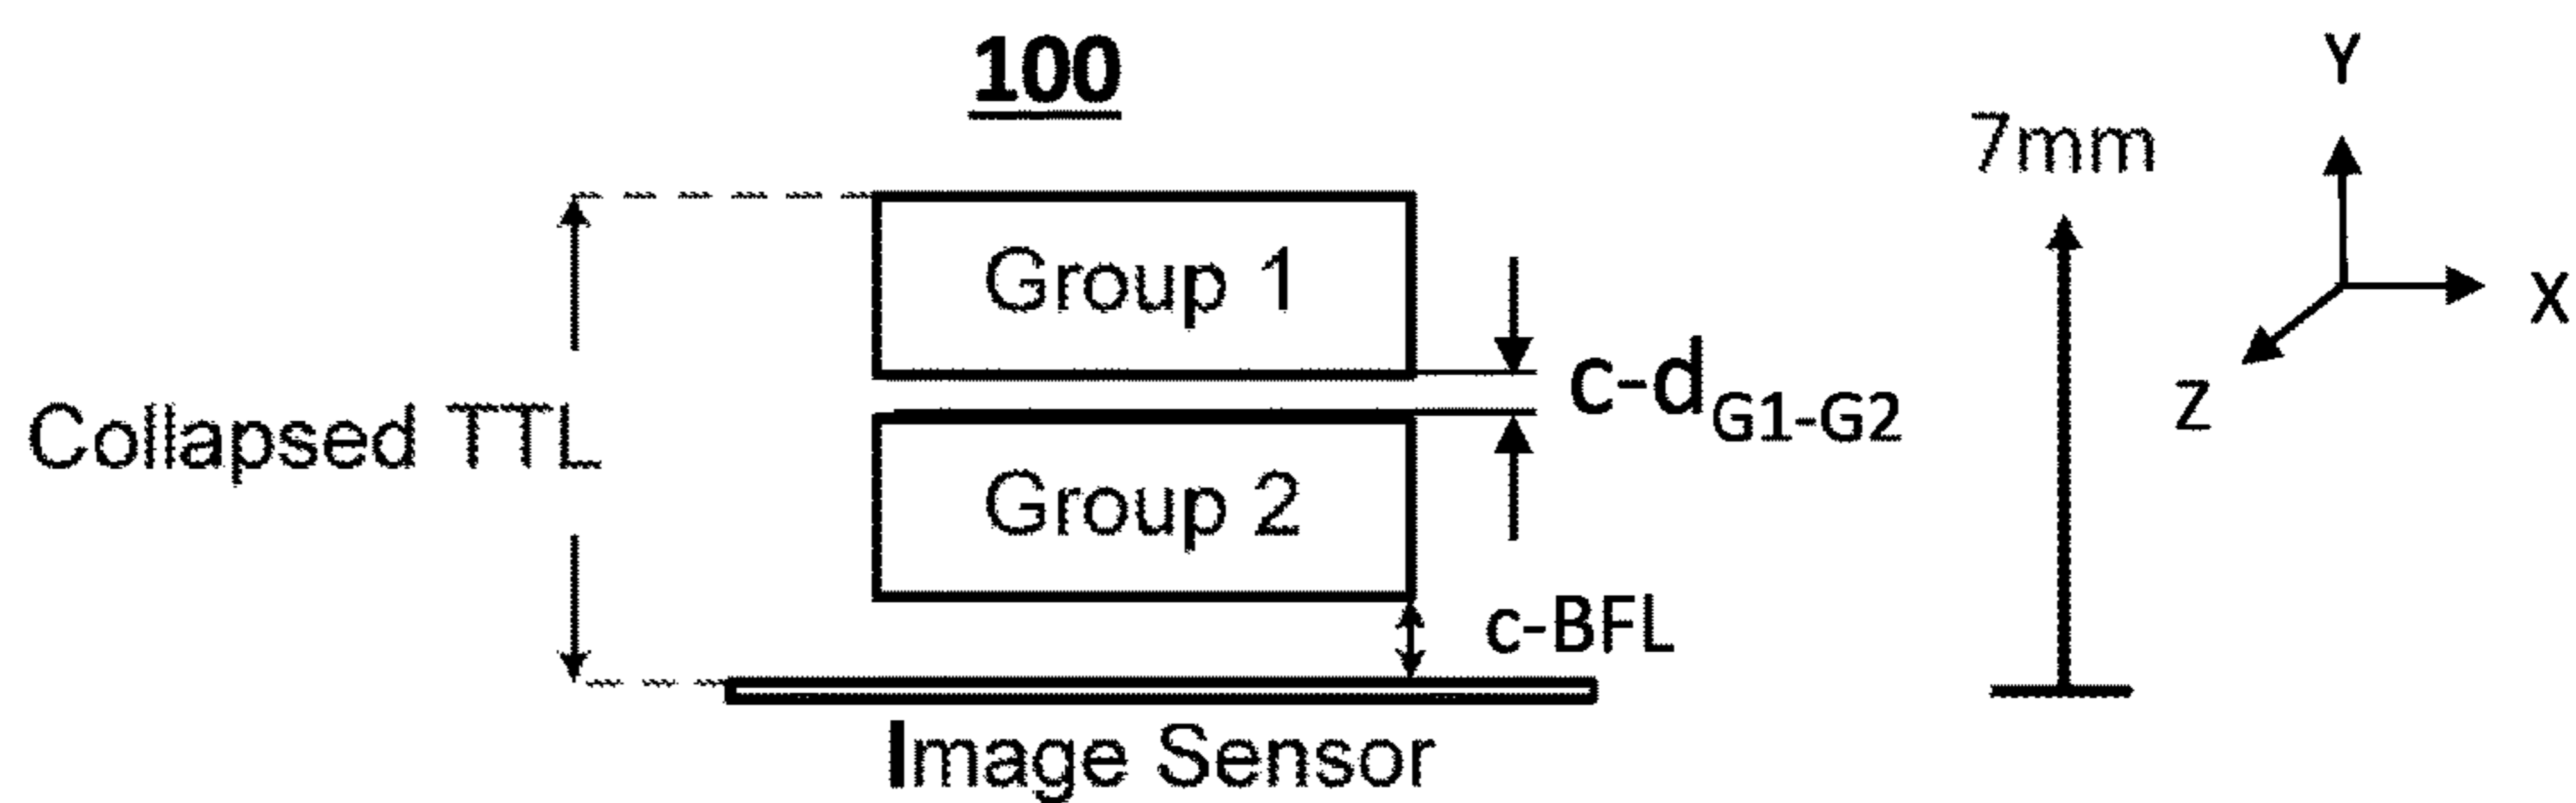 100
Y
7mm
Group 1
X
c-dG1-G2
Z
Collapsed TTL
Group 2
c-BFL
Image Sensor